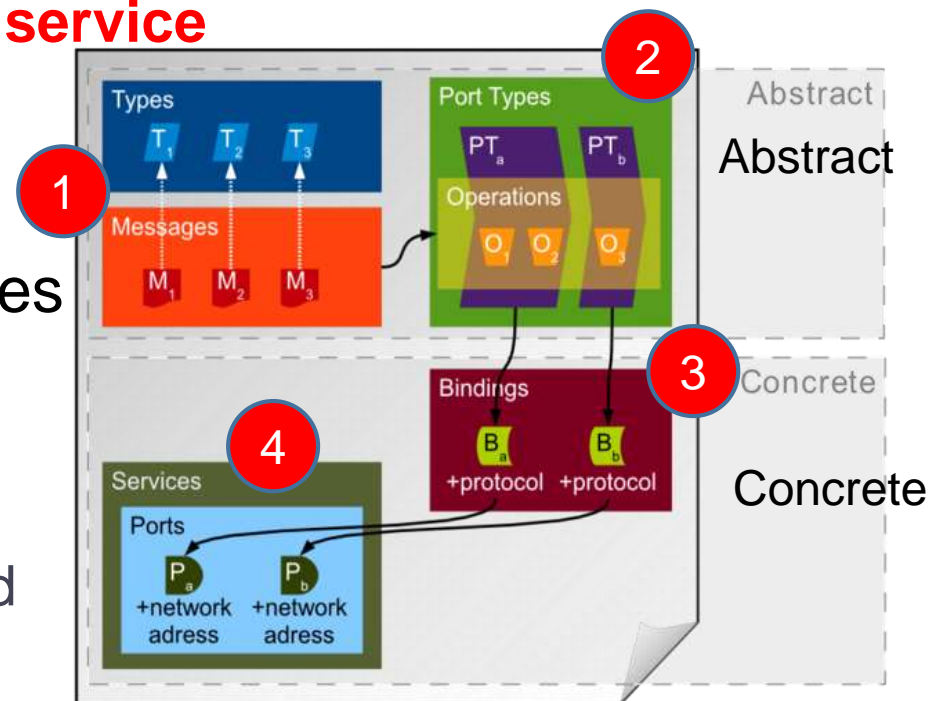 service
2
Types
Port Types
Abstract
T1 T2 T3
PTa PTb
Abstract
1
Operations
Messages
O1 O2 O3
M1 M2 M3
es
3
Bindings
Concrete
4
Ba Bb
Services
+protocol +protocol
Concrete
Ports
Pa Pb
d
+network +network
adress adress